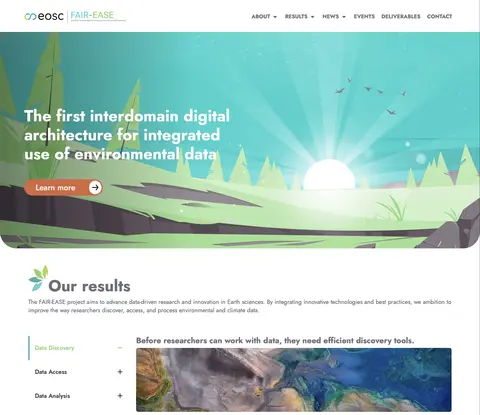 eosc FAIR-EASE
ABOUT RESULTS NEWS EVENTS DELIVERABLES CONTACT
The first interdomain digital
architecture for integrated
use of environmental data
Learn more
Our results
The FAIR-EASE project aims to advance data-driven research and innovation in Earth sciences. By integrating innovative technologies and best practices, we ambition to
improve the way researchers discover, access, and process environmental and climate data.
Data Discovery
Before researchers can work with data, they need efficient discovery tools.
Data Access
Data Analysis